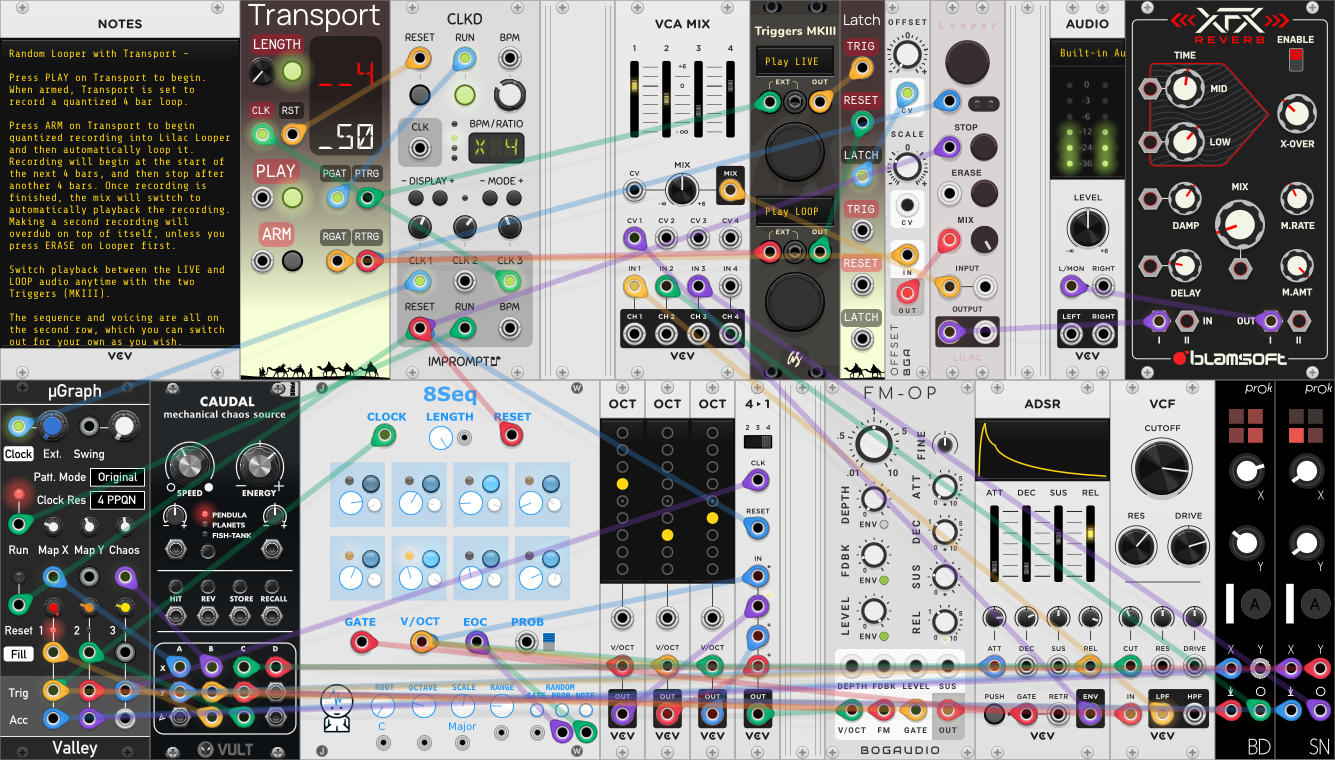 NOTES
Random Looper with Transport -
Press PLAY on Transport to begin.
When armed, Transport is set to
record a quantized 4 bar loop.
Press ARM on Transport to begin
quantized recording into Lilac Looper
and then automatically loop it.
Recording will begin at the start of
the next 4 bars, and then stop after
another 4 bars. Once recording is
finished, the mix will switch to
automatically playback the recording.
Making a second recording will
overdub on top of itself, unless you
press ERASE on Looper first.
Switch playback between the LIVE and
LOOP audio anytime with the two
Triggers (MKIII).
The sequence and voicing are all on
the second row, which you can switch
out for your own as you wish.
VCV
Transport
LENGTH
__4
CLK RST
_50
PLAY PGAT PTRG
ARM RGAT RTRG
CLKD
RESET RUN BPM
CLK BPM/RATIO
X 4
- DISPLAY + - MODE +
CLK 1 CLK 2 CLK 3
RESET RUN BPM
IMPROMPT
VCA MIX
1 2 3 4
+6
0
-6
-12
-∞
MIX
CV MIX
-∞ +6
CV 1 CV 2 CV 3 CV 4
IN 1 IN 2 IN 3 IN 4
CH 1 CH 2 CH 3 CH 4
VCV
Triggers MKIII
Play LIVE
EXT OUT
Play LOOP
EXT OUT
Latch
TRIG
RESET
LATCH
TRIG
RESET
LATCH
OFFSET
CV
SCALE
CV
IN
OUT
OFFSET
BGA
Looper
STOP
ERASE
MIX
INPUT
OUTPUT
LILAC
AUDIO
Built-in Au
0
-3
-6
-12
-24
-36
LEVEL
-∞ +6
L/MON RIGHT
LEFT RIGHT
VCV
XFX
REVERB
ENABLE
TIME
MID
LOW
X-OVER
MIX
DAMP M.RATE
DELAY M.AMT
IN OUT
I II I II
blamsoft
µGraph
Clock Ext. Swing
Patt. Mode Original
Clock Res 4 PPQN
Run Map X Map Y Chaos
Reset 1 2 3
Fill
Trig
Acc
Valley
CAUDAL
mechanical chaos source
SPEED ENERGY
PENDULA
PLANETS
FISH-TANK
HIT REV STORE RECALL
A B C D
X
Y
VULT
8Seq
CLOCK LENGTH RESET
GATE V/OCT EOC PROB
ROOT OCTAVE SCALE RANGE RANDOM
GATE PROB NOTE
C Major
OCT OCT OCT
V/OCT V/OCT V/OCT
OUT OUT OUT
VCV VCV VCV
4▸1
2 3 4
CLK
RESET
IN
OUT
VCV
FM-OP
1
.5 5
.01 10
FINE
DEPTH ATT
ENV
FDBK DEC
ENV
SUS
LEVEL REL
ENV
DEPTH FDBK LEVEL SUS
V/OCT FM GATE OUT
BOGAUDIO
ADSR
ATT DEC SUS REL
ATT DEC SUS REL
PUSH GATE RETR ENV
VCV
VCF
CUTOFF
RES DRIVE
CUT RES DRIVE
IN LPF HPF
VCV
prok
X
Y
A
X Y
BD
prok
X
Y
A
X Y
SN